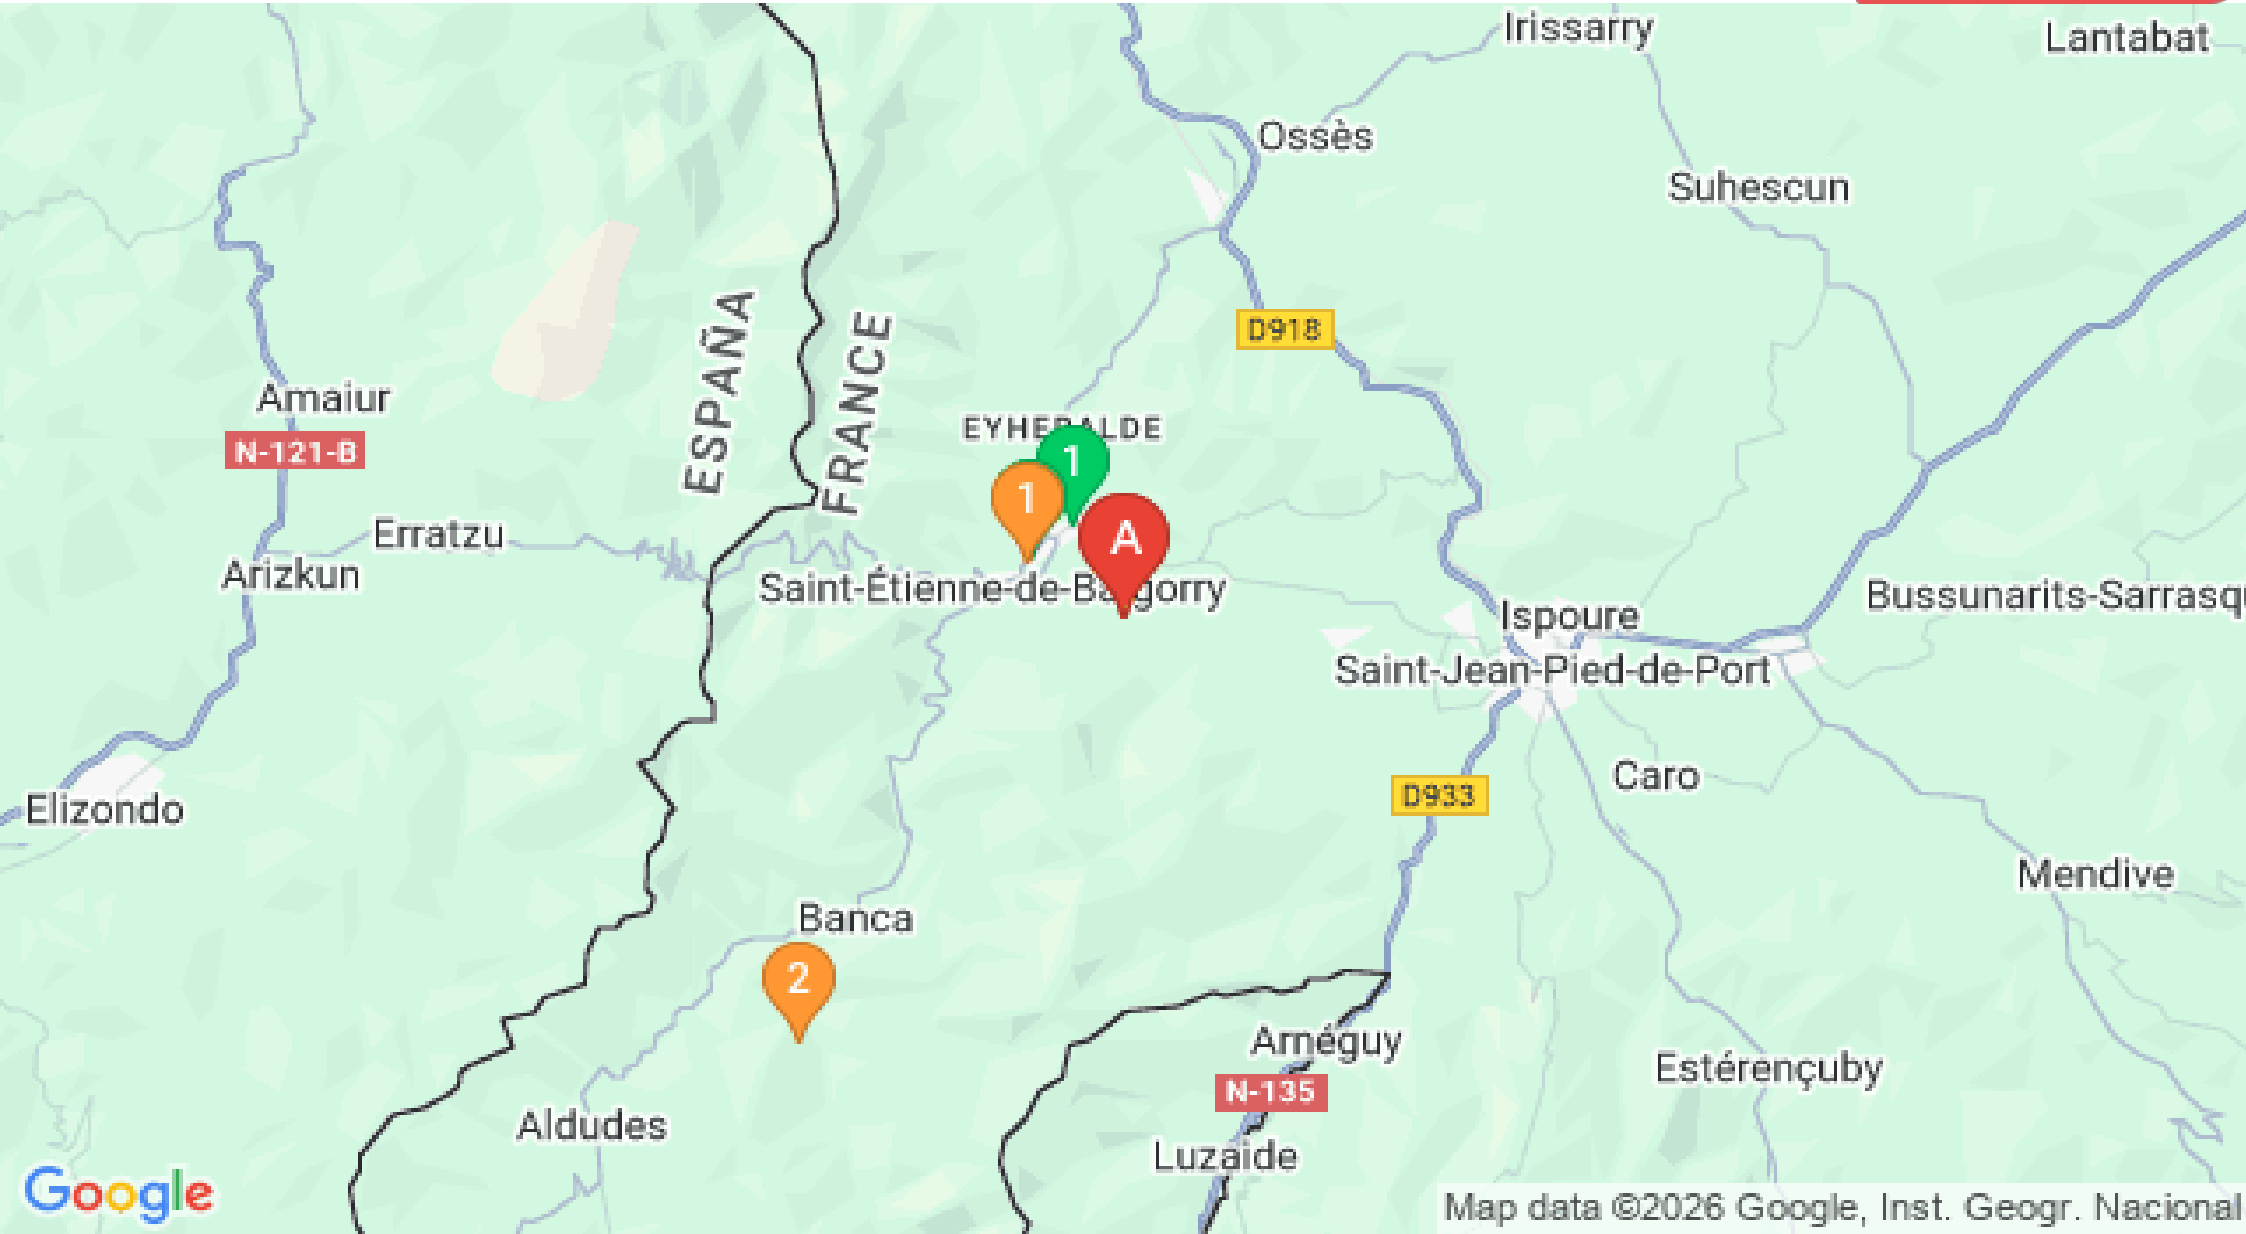 Irissarry
Lantabat
Ossès
Suhescun
D918
ESPAÑA
FRANCE
Amaiur
N-121-B
EYHERALDE
1
1
A
Erratzu
Arizkun
Saint-Étienne-de-Baïgorry
Ispoure
Bussunarits-Sarrasqu
Saint-Jean-Pied-de-Port
Caro
D933
Elizondo
Mendive
Banca
2
Arnéguy
Estérençuby
N-135
Aldudes
Luzaide
Google
Map data ©2026 Google, Inst. Geogr. Nacional